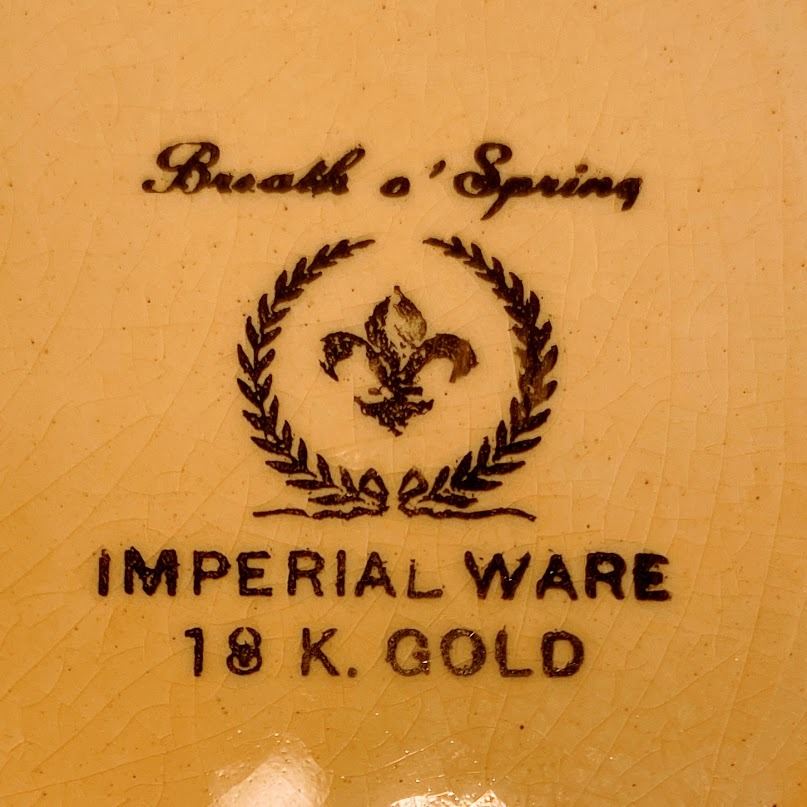 Breath o' Spring
IMPERIAL WARE
18 K. GOLD